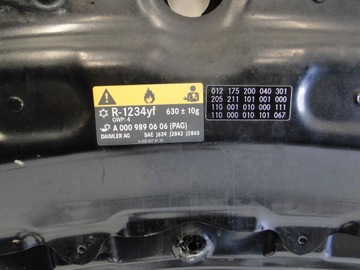 R-1234yf 630 ± 10g
GWP: 4
A 000 989 06 06 (PAG)
DAIMLER AG SAE J639 J2842 J2845
012 175 200 040 301
205 211 101 001 000
110 001 010 000 111
110 000 010 101 067